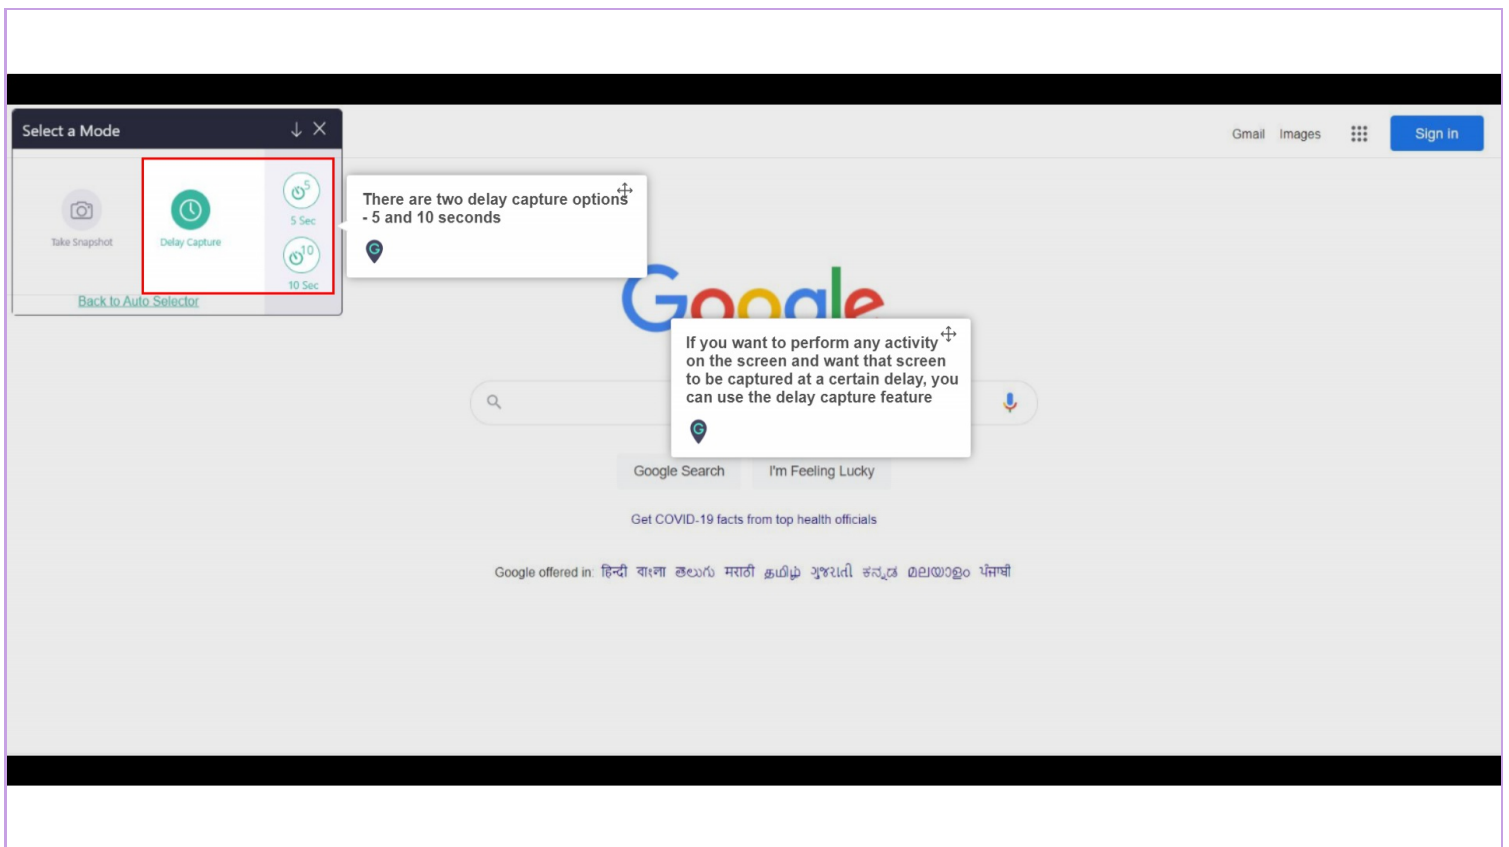 Select a Mode
Gmail Images
Sign in
Take Snapshot
Delay Capture
5
5 Sec
10
10 Sec
Back to Auto Selector
There are two delay capture options
- 5 and 10 seconds
G
Google
If you want to perform any activity
on the screen and want that screen
to be captured at a certain delay, you
can use the delay capture feature
G
Google Search I'm Feeling Lucky
Get COVID-19 facts from top health officials
Google offered in: हिन्दी বাংলা తెలుగు मराठी தமிழ் ગુજરાતી ಕನ್ನಡ മലയാളം ਪੰਜਾਬੀ